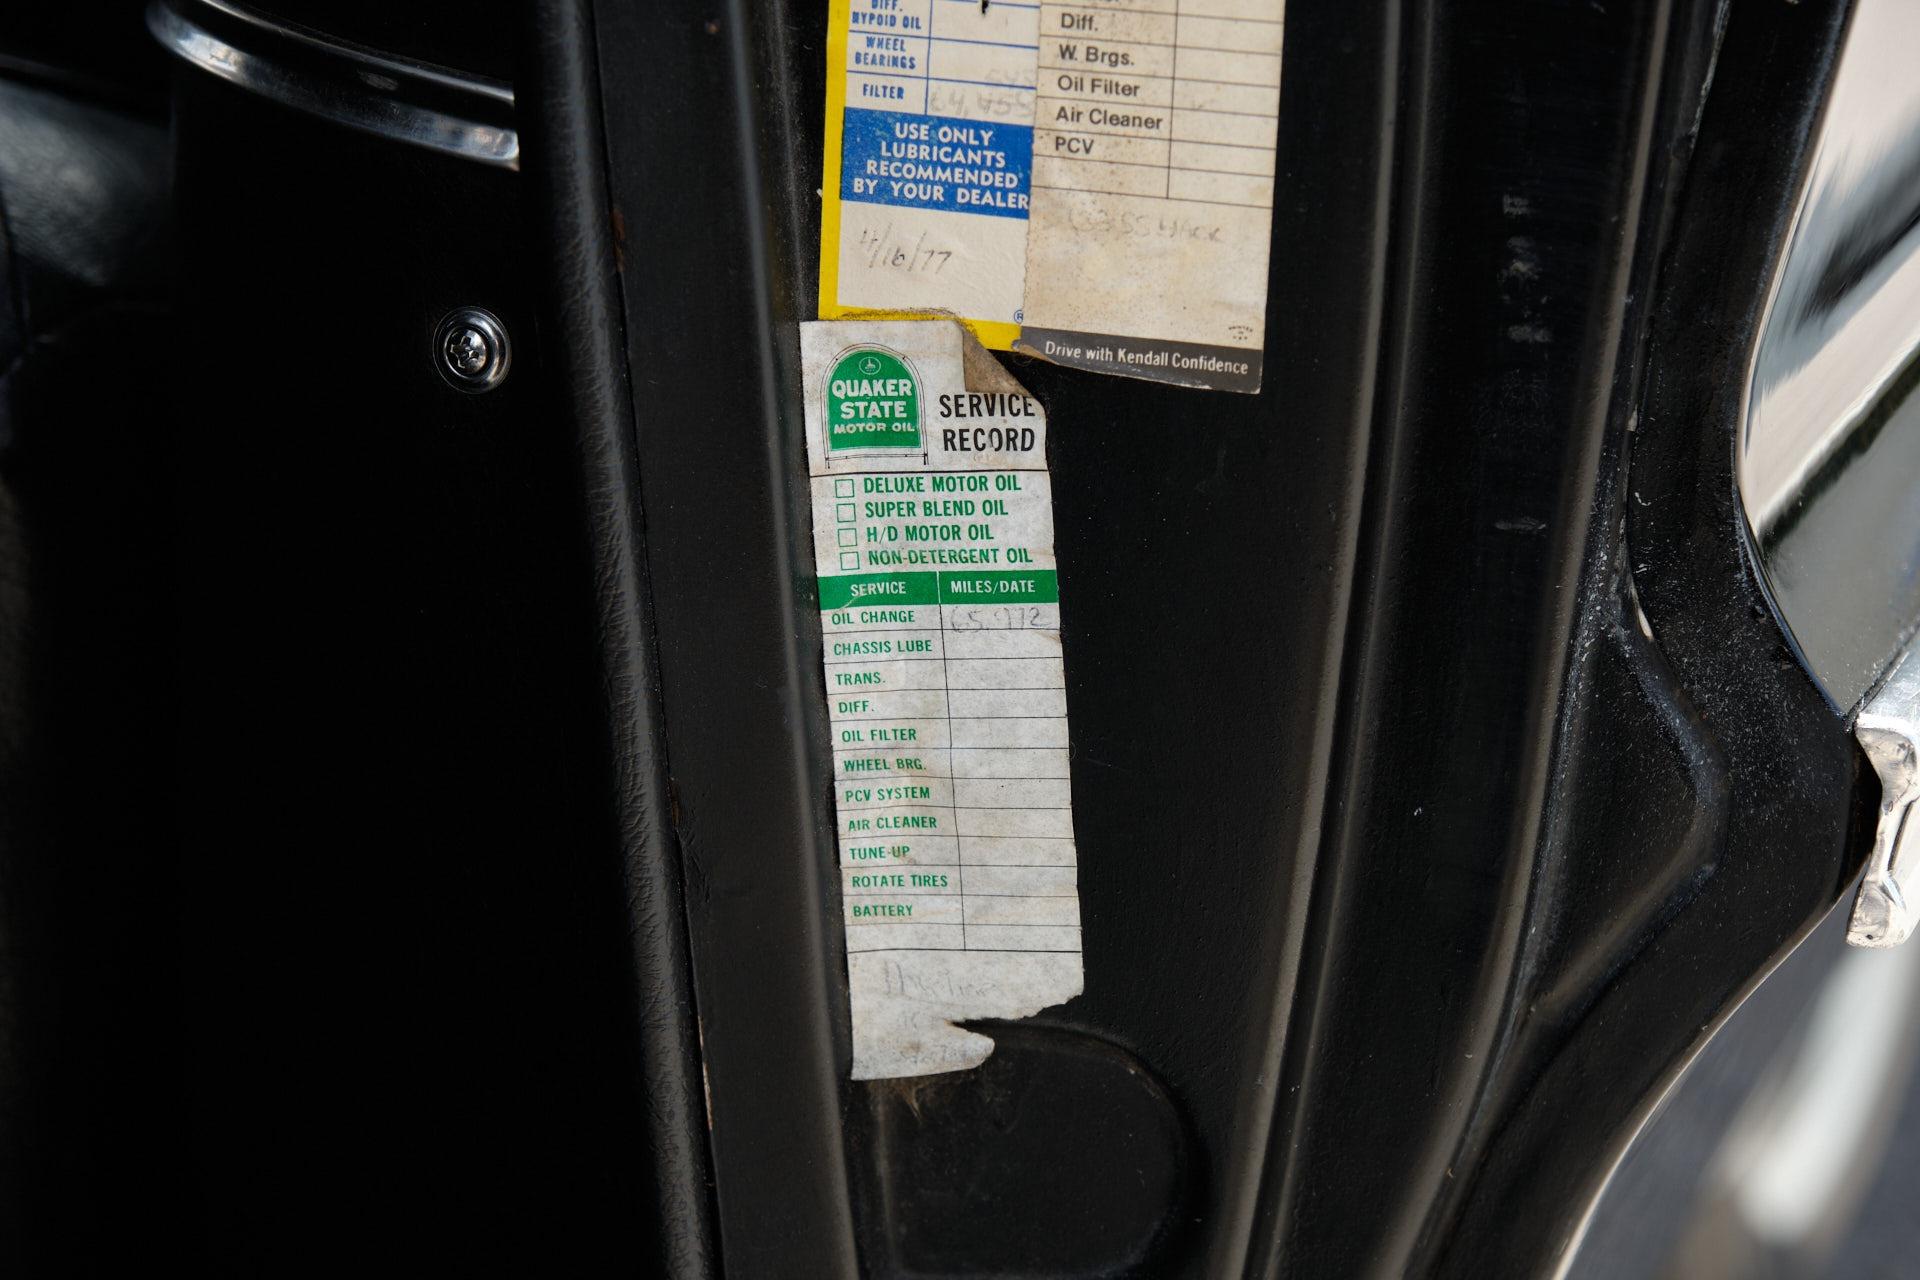 DIFF.
HYPOID OIL
WHEEL
BEARINGS
FILTER
USE ONLY
LUBRICANTS
RECOMMENDED
BY YOUR DEALER
4/16/77
®
Diff.
W. Brgs.
Oil Filter
Air Cleaner
PCV
Drive with Kendall Confidence
QUAKER
STATE
MOTOR OIL
SERVICE
RECORD
DELUXE MOTOR OIL
SUPER BLEND OIL
H/D MOTOR OIL
NON-DETERGENT OIL
SERVICE MILES/DATE
OIL CHANGE 65,972
CHASSIS LUBE
TRANS.
DIFF.
OIL FILTER
WHEEL BRG.
PCV SYSTEM
AIR CLEANER
TUNE-UP
ROTATE TIRES
BATTERY